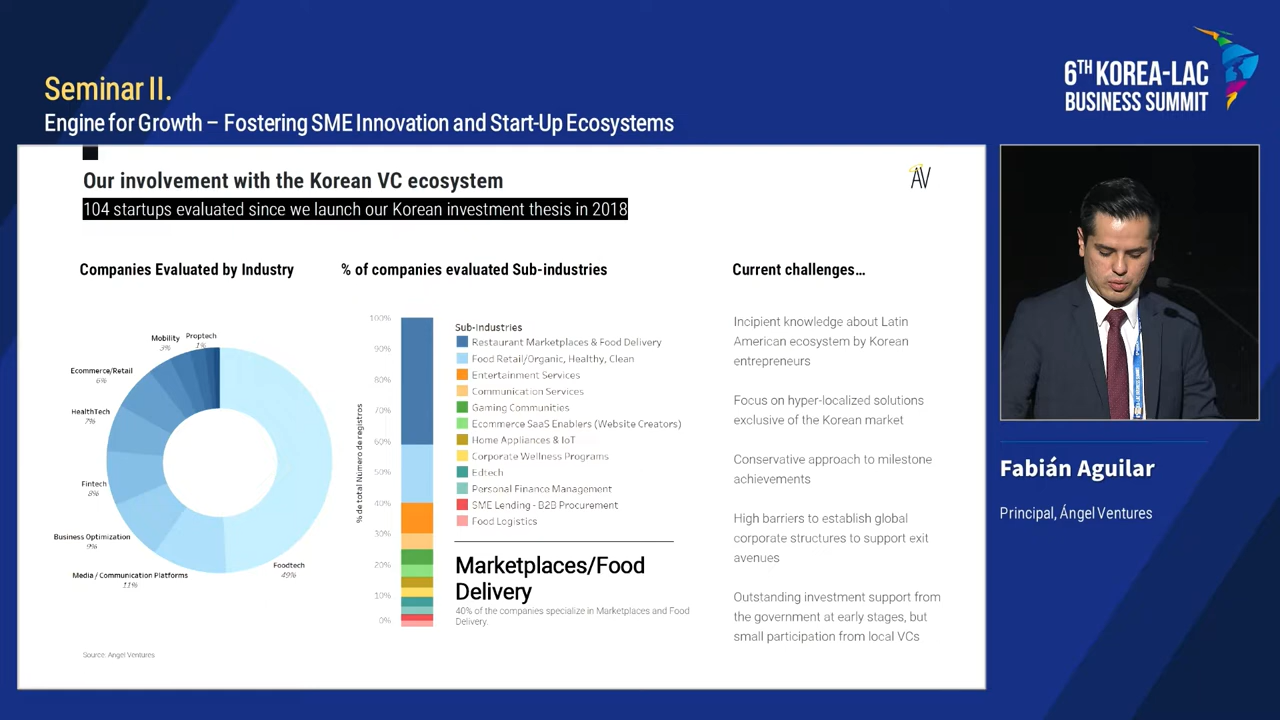 Seminar II.
Engine for Growth – Fostering SME Innovation and Start-Up Ecosystems
6TH KOREA-LAC
BUSINESS SUMMIT
Our involvement with the Korean VC ecosystem
104 startups evaluated since we launch our Korean investment thesis in 2018
AV
Companies Evaluated by Industry
Proptech
1%
Mobility
3%
Ecommerce/Retail
6%
HealthTech
7%
Fintech
8%
Business Optimization
9%
Media / Communication Platforms
11%
Foodtech
49%
Source: Angel Ventures
% of companies evaluated Sub-industries
% de total Número de registros
100%
90%
80%
70%
60%
50%
40%
30%
20%
10%
0%
Sub-Industries
Restaurant Marketplaces & Food Delivery
Food Retail/Organic, Healthy, Clean
Entertainment Services
Communication Services
Gaming Communities
Ecommerce SaaS Enablers (Website Creators)
Home Appliances & IoT
Corporate Wellness Programs
Edtech
Personal Finance Management
SME Lending - B2B Procurement
Food Logistics
Marketplaces/Food
Delivery
40% of the companies specialize in Marketplaces and Food
Delivery.
Current challenges...
Incipient knowledge about Latin
American ecosystem by Korean
entrepreneurs
Focus on hyper-localized solutions
exclusive of the Korean market
Conservative approach to milestone
achievements
High barriers to establish global
corporate structures to support exit
avenues
Outstanding investment support from
the government at early stages, but
small participation from local VCs
Fabián Aguilar
Principal, Ángel Ventures